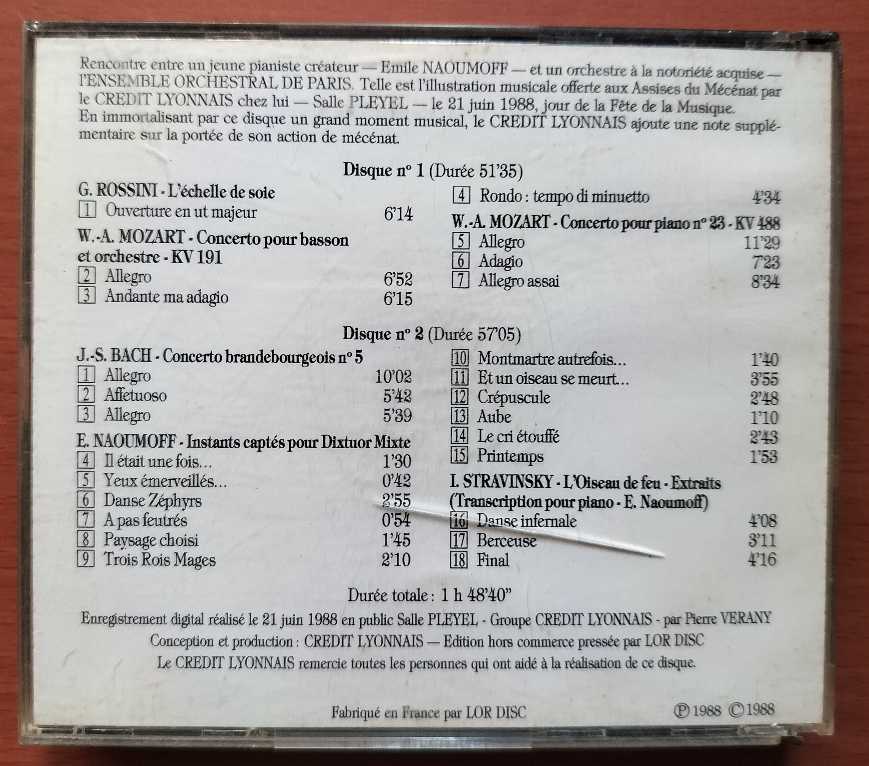 Rencontre entre un jeune pianiste créateur — Emile NAOUMOFF — et un orchestre à la notoriété acquise —
l'ENSEMBLE ORCHESTRAL DE PARIS. Telle est l'illustration musicale offerte aux Assises du Mécénat par
le CREDIT LYONNAIS chez lui — Salle PLEYEL — le 21 juin 1988, jour de la Fête de la Musique.
En immortalisant par ce disque un grand moment musical, le CREDIT LYONNAIS ajoute une note supplé-
mentaire sur la portée de son action de mécénat.
Disque nº 1 (Durée 51'35)
G. ROSSINI - L'échelle de soie
1 Ouverture en ut majeur 6'14
W.-A. MOZART - Concerto pour basson
et orchestre - KV 191
2 Allegro 6'52
3 Andante ma adagio 6'15
4 Rondo : tempo di minuetto 4'34
W.-A. MOZART - Concerto pour piano nº 23 - KV 488
5 Allegro 11'29
6 Adagio 7'23
7 Allegro assai 8'34
Disque nº 2 (Durée 57'05)
J.-S. BACH - Concerto brandebourgeois nº 5
1 Allegro 10'02
2 Affetuoso 5'42
3 Allegro 5'39
E. NAOUMOFF - Instants captés pour Dixtuor Mixte
4 Il était une fois... 1'30
5 Yeux émerveillés... 0'42
6 Danse Zéphyrs 2'55
7 A pas feutrés 0'54
8 Paysage choisi 1'45
9 Trois Rois Mages 2'10
10 Montmartre autrefois... 1'40
11 Et un oiseau se meurt... 3'55
12 Crépuscule 2'48
13 Aube 1'10
14 Le cri étouffé 2'43
15 Printemps 1'53
I. STRAVINSKY - L'Oiseau de feu - Extraits
(Transcription pour piano - E. Naoumoff)
16 Danse infernale 4'08
17 Berceuse 3'11
18 Final 4'16
Durée totale : 1 h 48'40"
Enregistrement digital réalisé le 21 juin 1988 en public Salle PLEYEL - Groupe CREDIT LYONNAIS - par Pierre VERANY
Conception et production : CREDIT LYONNAIS — Edition hors commerce pressée par LOR DISC
Le CREDIT LYONNAIS remercie toutes les personnes qui ont aidé à la réalisation de ce disque.
Fabriqué en France par LOR DISC
Ⓟ 1988 Ⓒ 1988